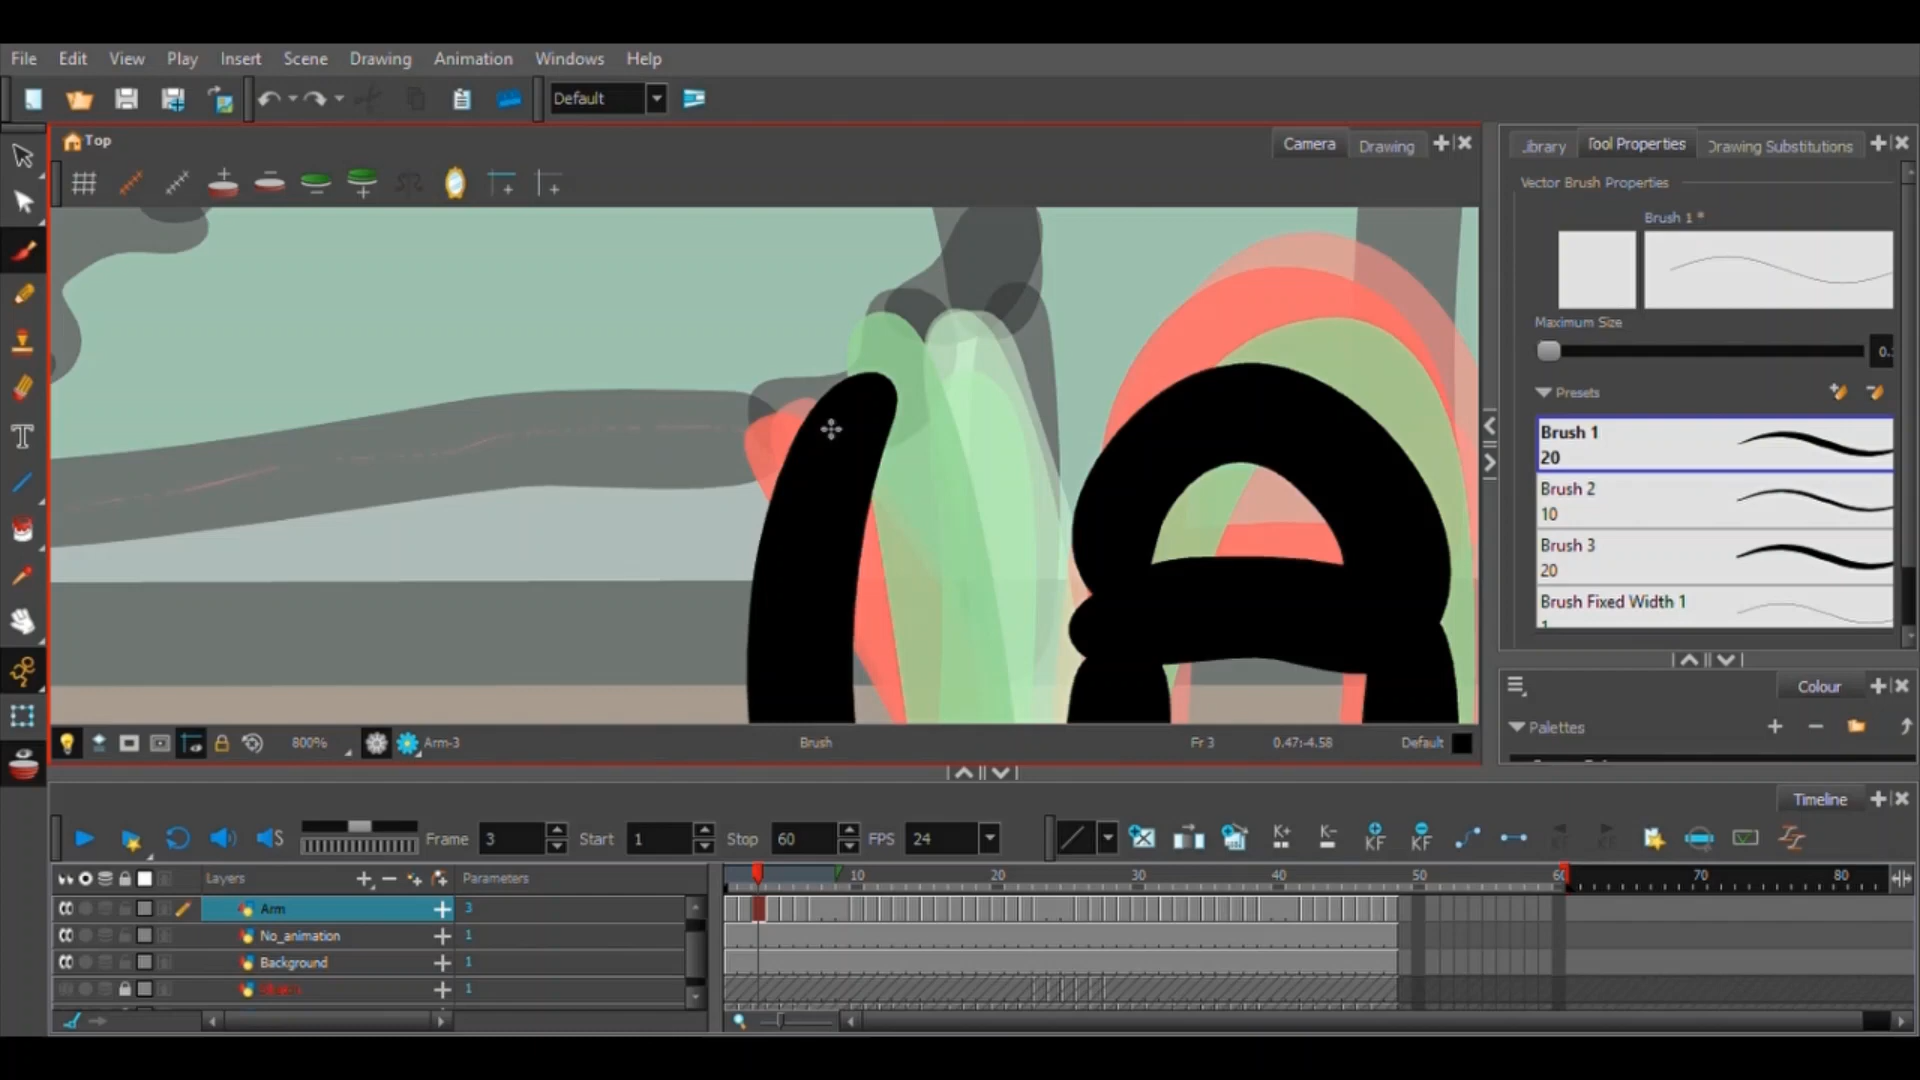 File Edit View Play Insert Scene Drawing Animation Windows Help
Default
Top
Camera Drawing
Library Tool Properties Drawing Substitutions
Vector Brush Properties
Brush 1 *
Maximum Size
0.
Presets
Brush 1
20
Brush 2
10
Brush 3
20
Brush Fixed Width 1
1
800% Arm-3 Brush Fr 3 0.47:-4.58 Default
Colour
Palettes
Timeline
Frame 3 Start 1 Stop 60 FPS 24
K+ K- KF KF
Layers Parameters
10 20 30 40 50 60 70 80
Arm 3
No_animation 1
Background 1
1